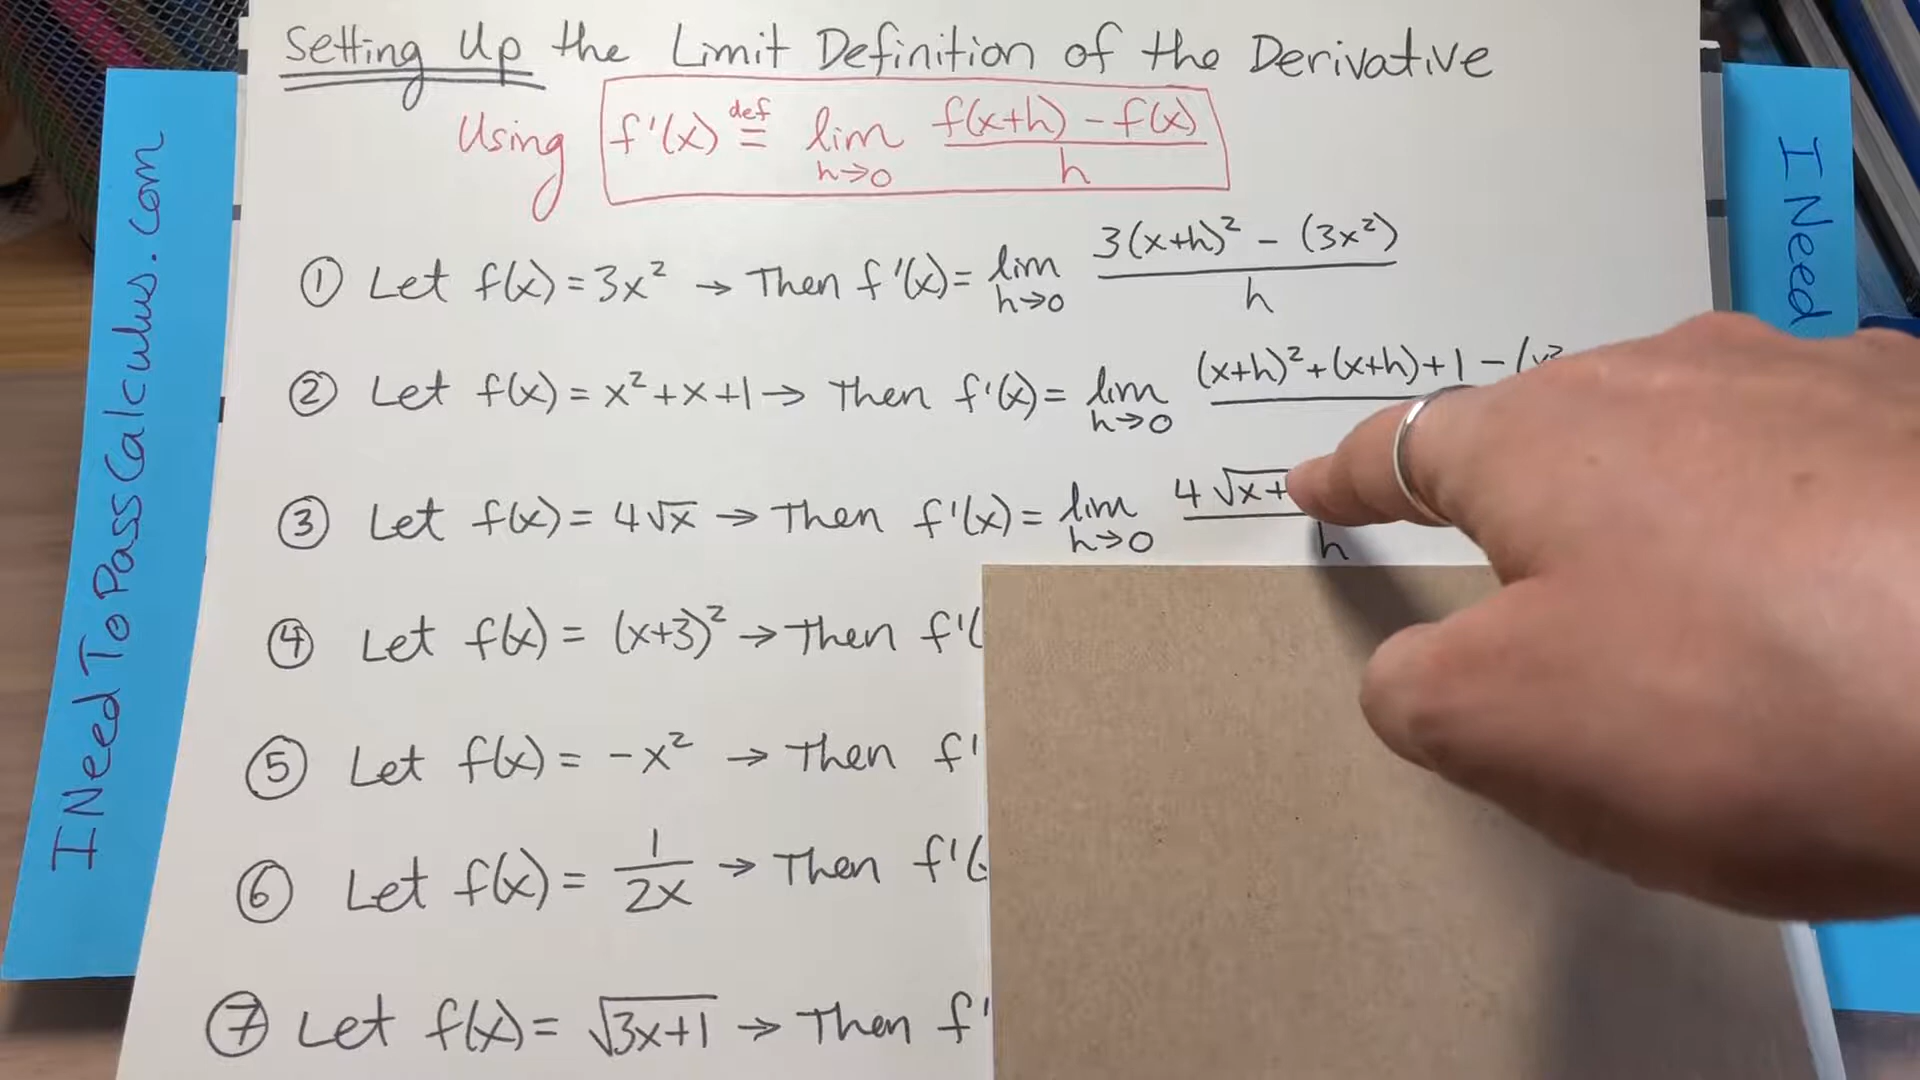 Setting Up the Limit Definition of the Derivative
Using f'(x) def= lim h→0 f(x+h) - f(x) / h
① Let f(x) = 3x² → Then f'(x) = lim h→0 3(x+h)² - (3x²) / h
② Let f(x) = x² + x + 1 → Then f'(x) = lim h→0 (x+h)² + (x+h) + 1 - (x²
③ Let f(x) = 4√x → Then f'(x) = lim h→0 4√x+ / h
④ Let f(x) = (x+3)² → Then f'(
⑤ Let f(x) = -x² → Then f'
⑥ Let f(x) = 1/2x → Then f'(
⑦ Let f(x) = √3x+1 → Then f'
INeedToPassCalculus.com
INeed